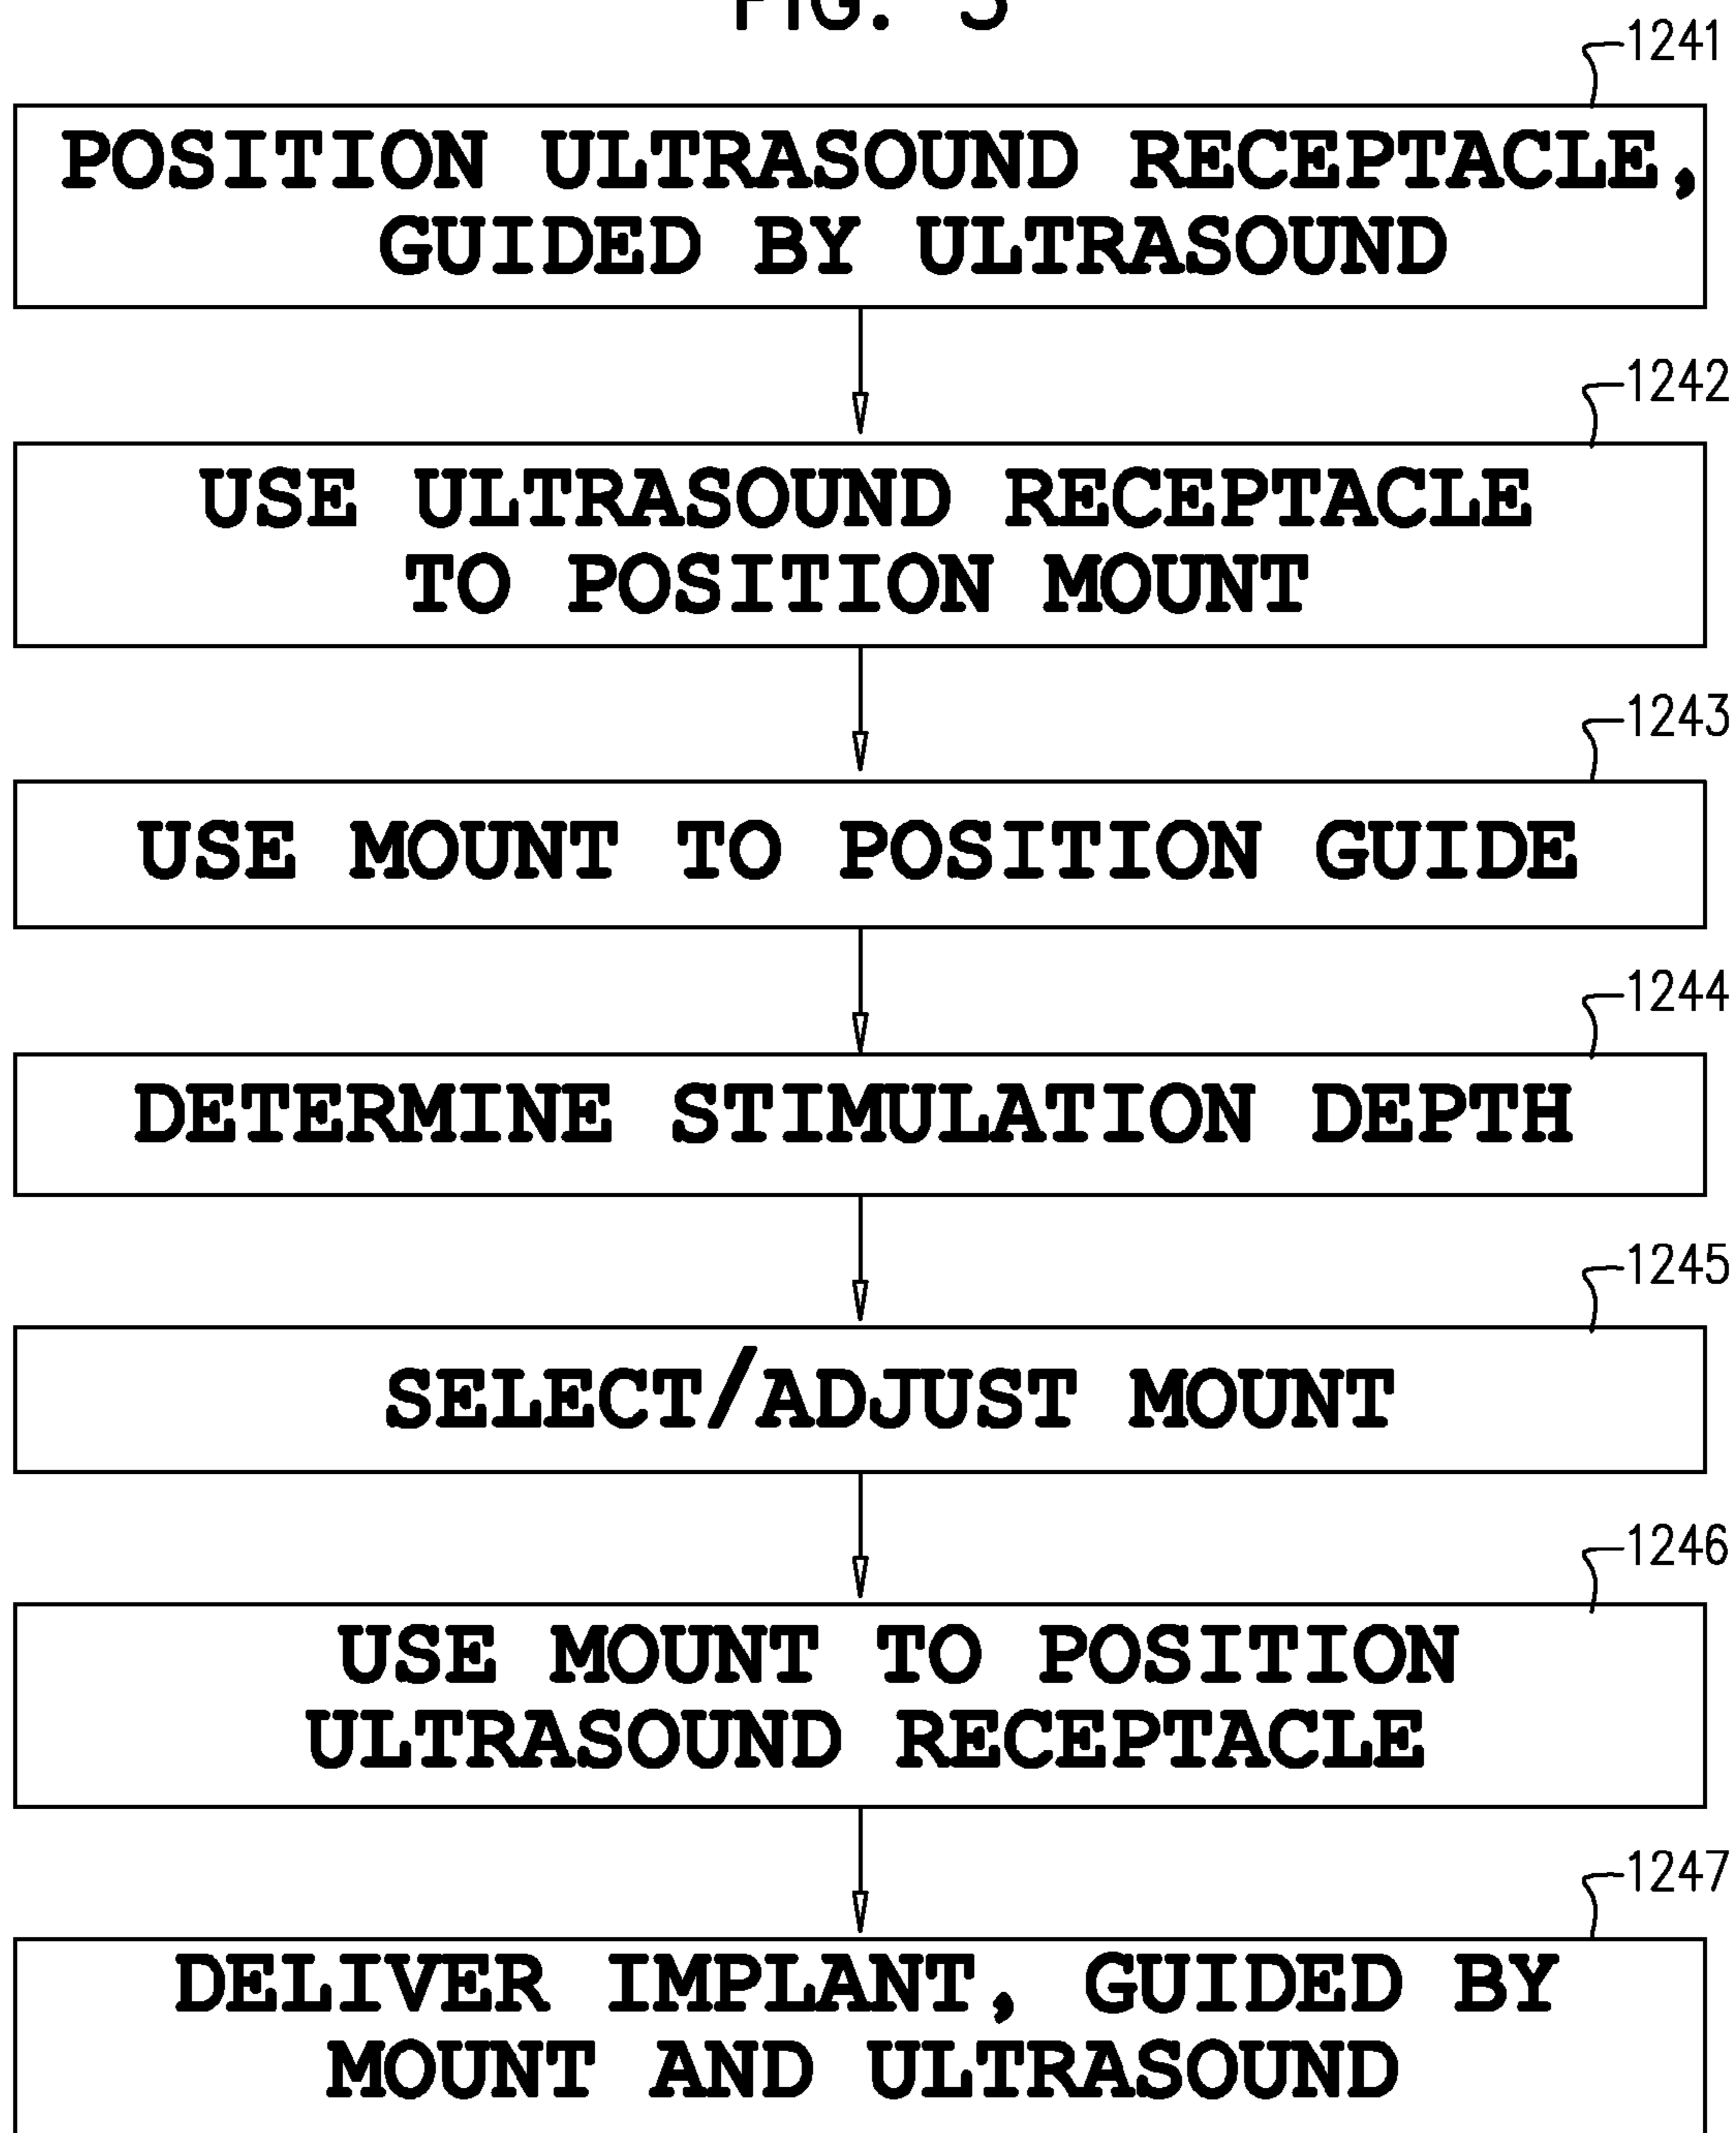 FIG. 3
1241
POSITION ULTRASOUND RECEPTACLE,
GUIDED BY ULTRASOUND
1242
USE ULTRASOUND RECEPTACLE
TO POSITION MOUNT
1243
USE MOUNT TO POSITION GUIDE
1244
DETERMINE STIMULATION DEPTH
1245
SELECT/ADJUST MOUNT
1246
USE MOUNT TO POSITION
ULTRASOUND RECEPTACLE
1247
DELIVER IMPLANT, GUIDED BY
MOUNT AND ULTRASOUND